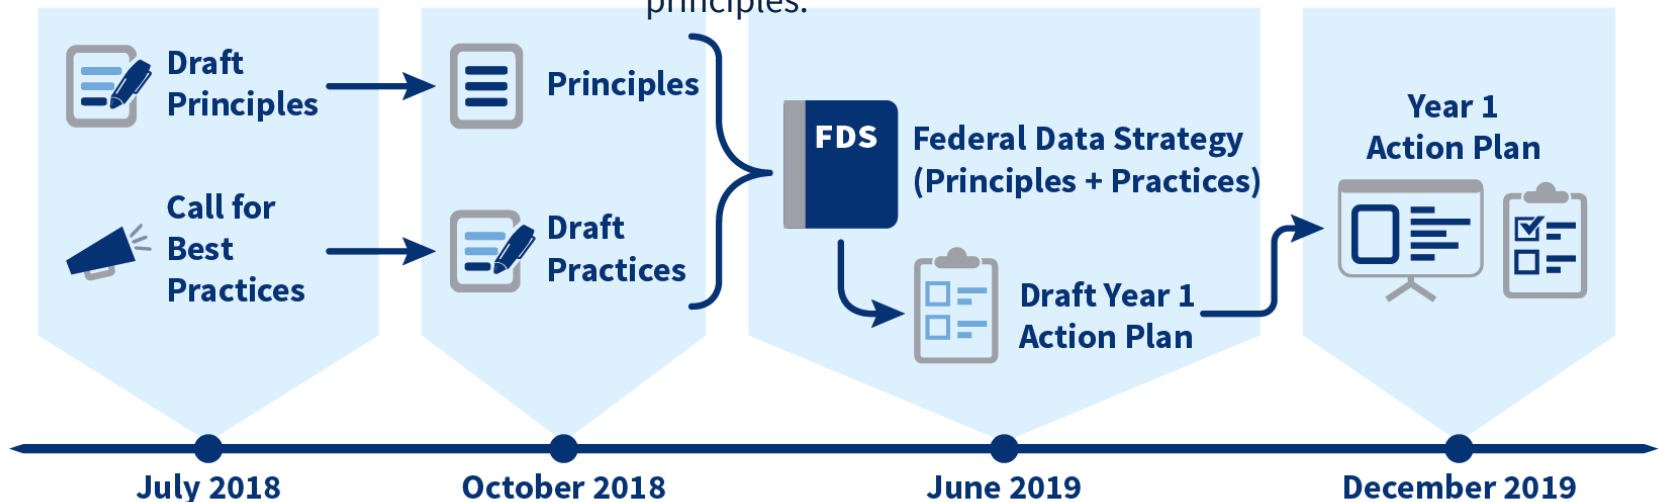 principles.
Draft
Principles
Call for
Best
Practices
Principles
Draft
Practices
FDS
Federal Data Strategy
(Principles + Practices)
Draft Year 1
Action Plan
Year 1
Action Plan
July 2018
October 2018
June 2019
December 2019